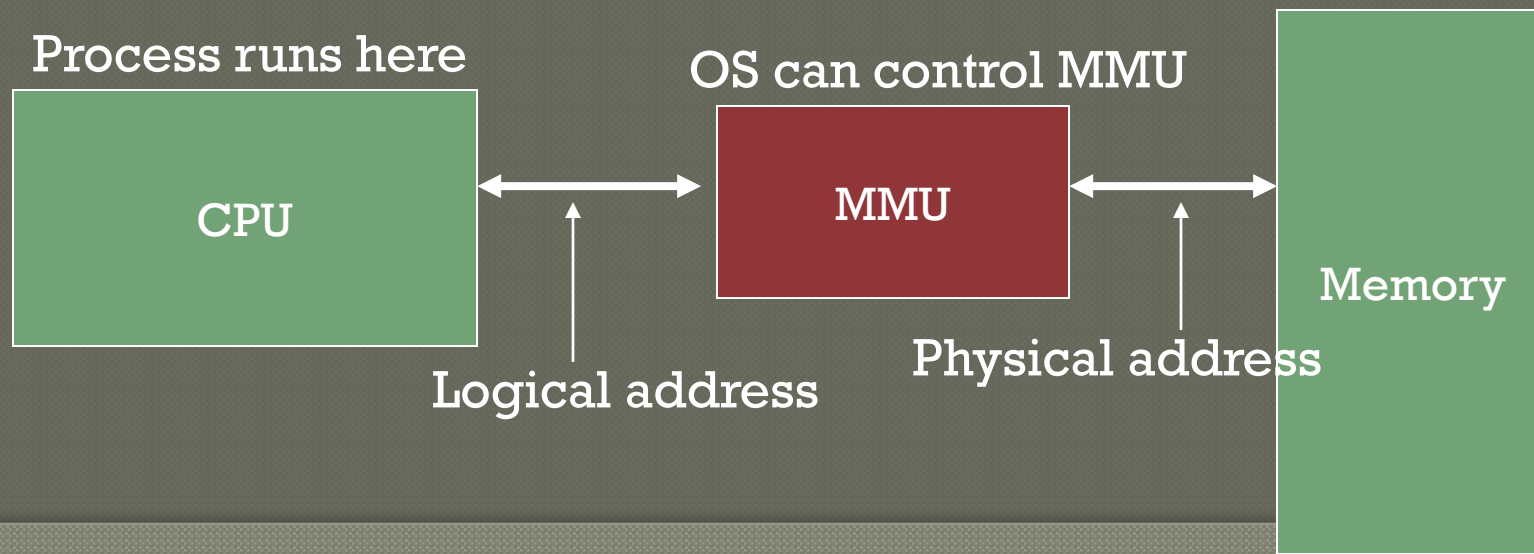 Process runs here
OS can control MMU
CPU
MMU
Memory
Logical address
Physical address